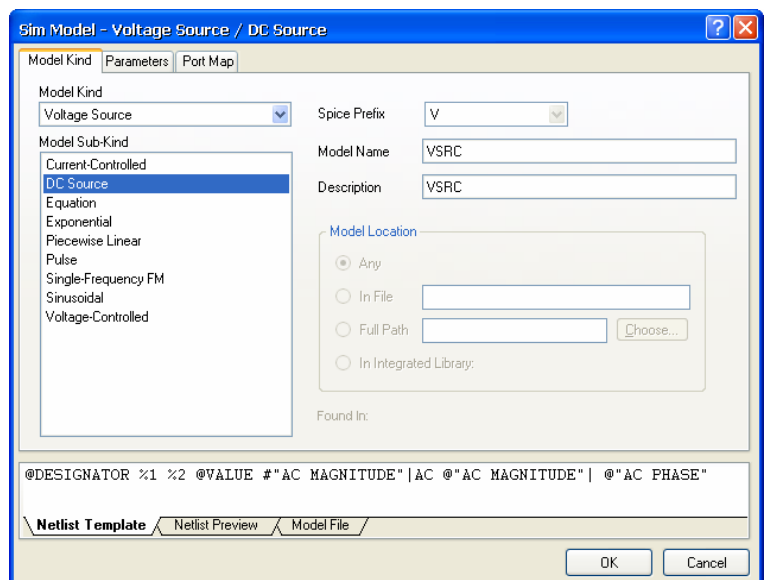 Sim Model - Voltage Source / DC Source
Model Kind Parameters Port Map
Model Kind
Voltage Source
Spice Prefix V
Model Sub-Kind
Current-Controlled
DC Source
Equation
Exponential
Piecewise Linear
Pulse
Single-Frequency FM
Sinusoidal
Voltage-Controlled
Model Name VSRC
Description VSRC
Model Location
Any
In File
Full Path Choose...
In Integrated Library:
Found In:
@DESIGNATOR %1 %2 @VALUE #"AC MAGNITUDE"|AC @"AC MAGNITUDE"| @"AC PHASE"
Netlist Template Netlist Preview Model File
OK Cancel